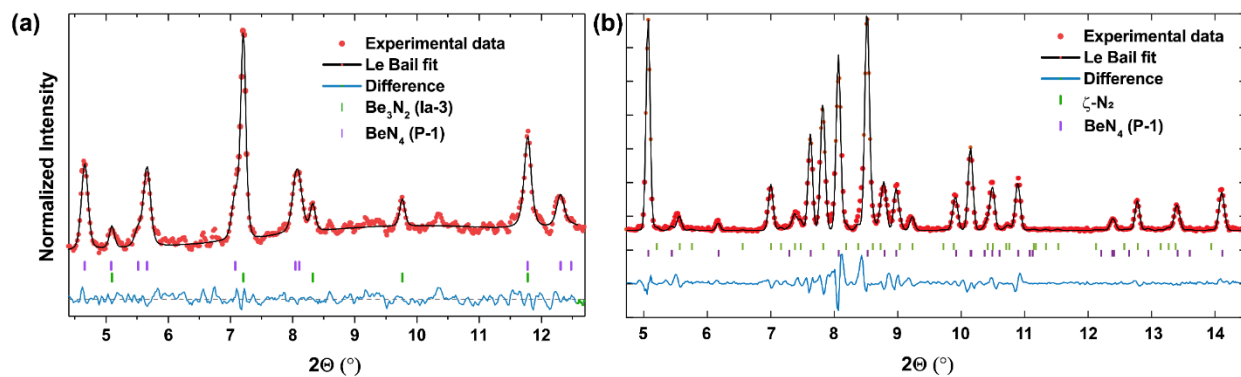 (a)
Normalized Intensity
Experimental data
Le Bail fit
Difference
Be₃N₂ (Ia-3)
BeN₄ (P-1)
5 6 7 8 9 10 11 12
2Θ (°)
(b)
Experimental data
Le Bail fit
Difference
ζ-N₂
BeN₄ (P-1)
5 6 7 8 9 10 11 12 13 14
2Θ (°)